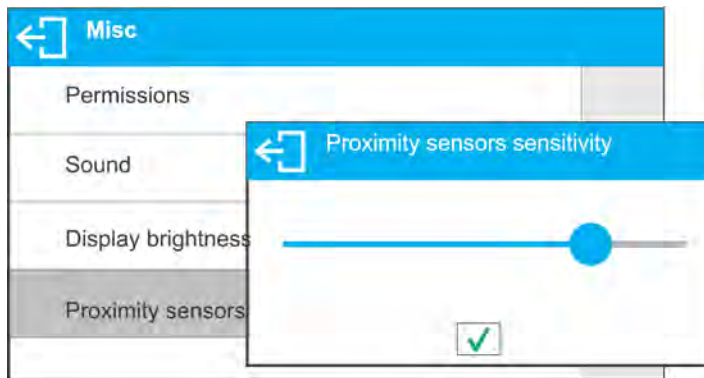 Misc
Permissions
Sound
Display brightness
Proximity sensors
Proximity sensors sensitivity